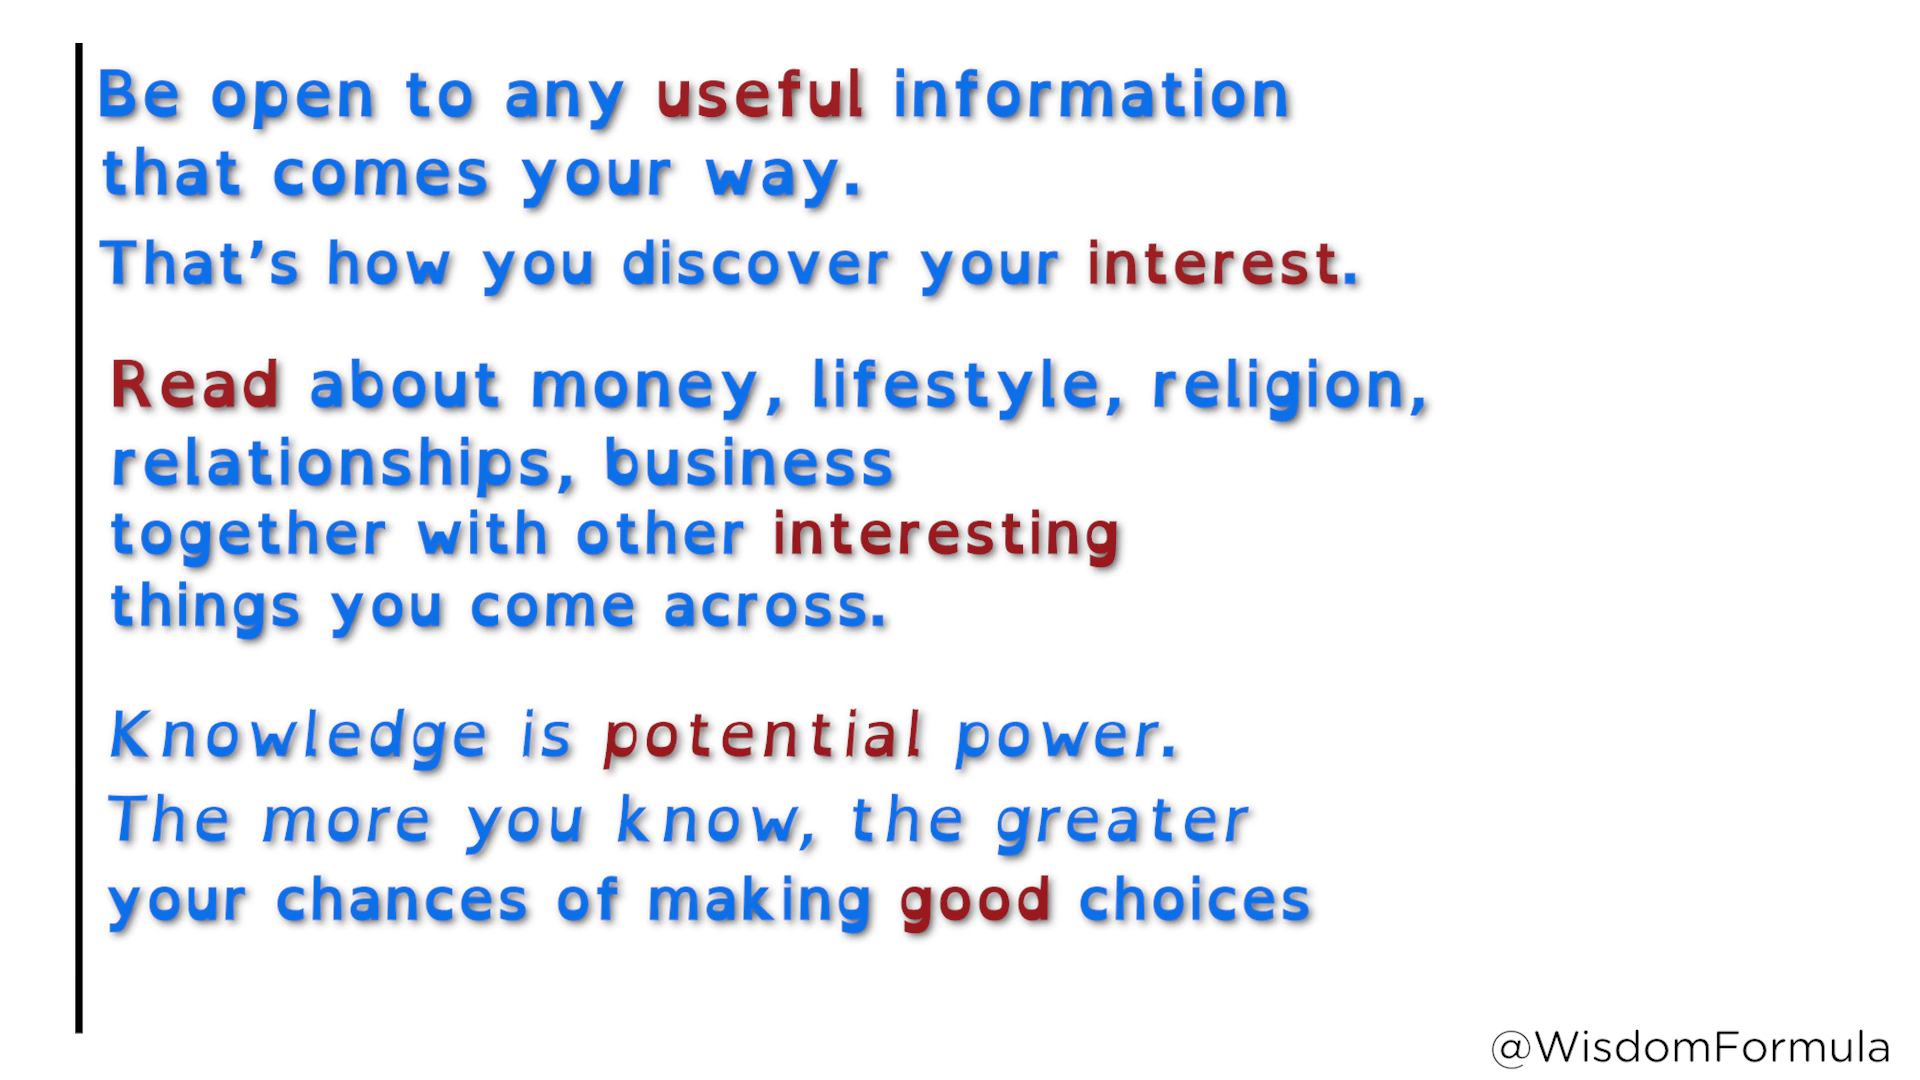 Be open to any useful information
that comes your way.
That’s how you discover your interest.
Read about money, lifestyle, religion,
relationships, business
together with other interesting
things you come across.
Knowledge is potential power.
The more you know, the greater
your chances of making good choices
@WisdomFormula